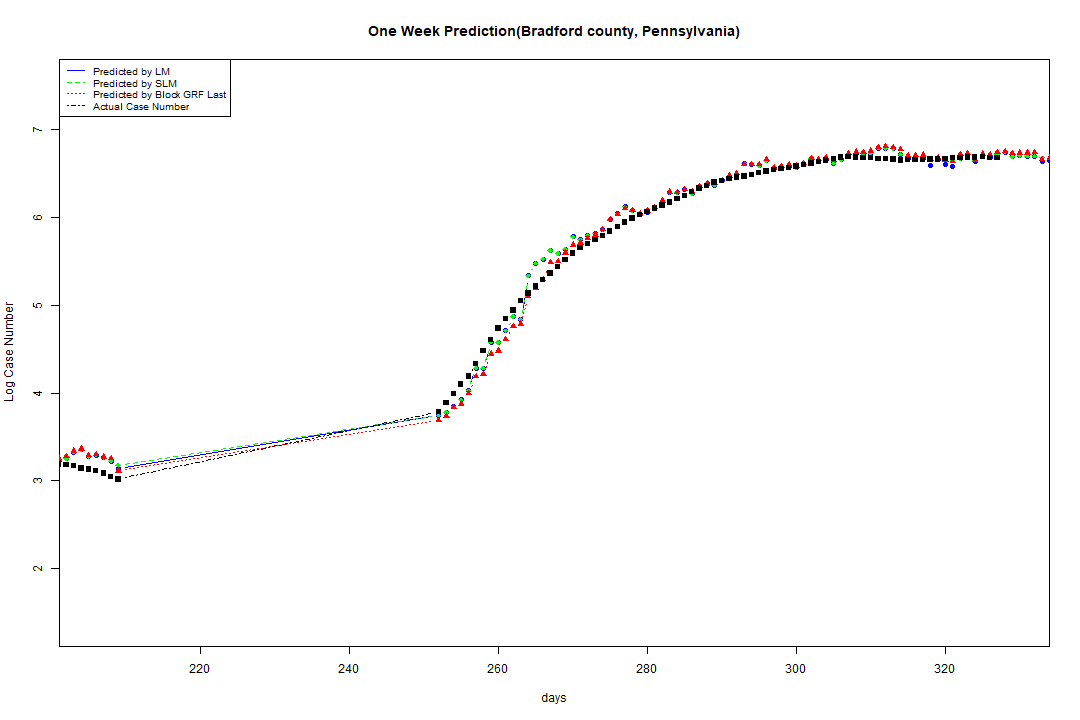 One Week Prediction(Bradford county, Pennsylvania)
Predicted by LM
Predicted by SLM
Predicted by Block GRF Last
Actual Case Number
7
6
5
4
3
2
Log Case Number
220 240 260 280 300 320
days